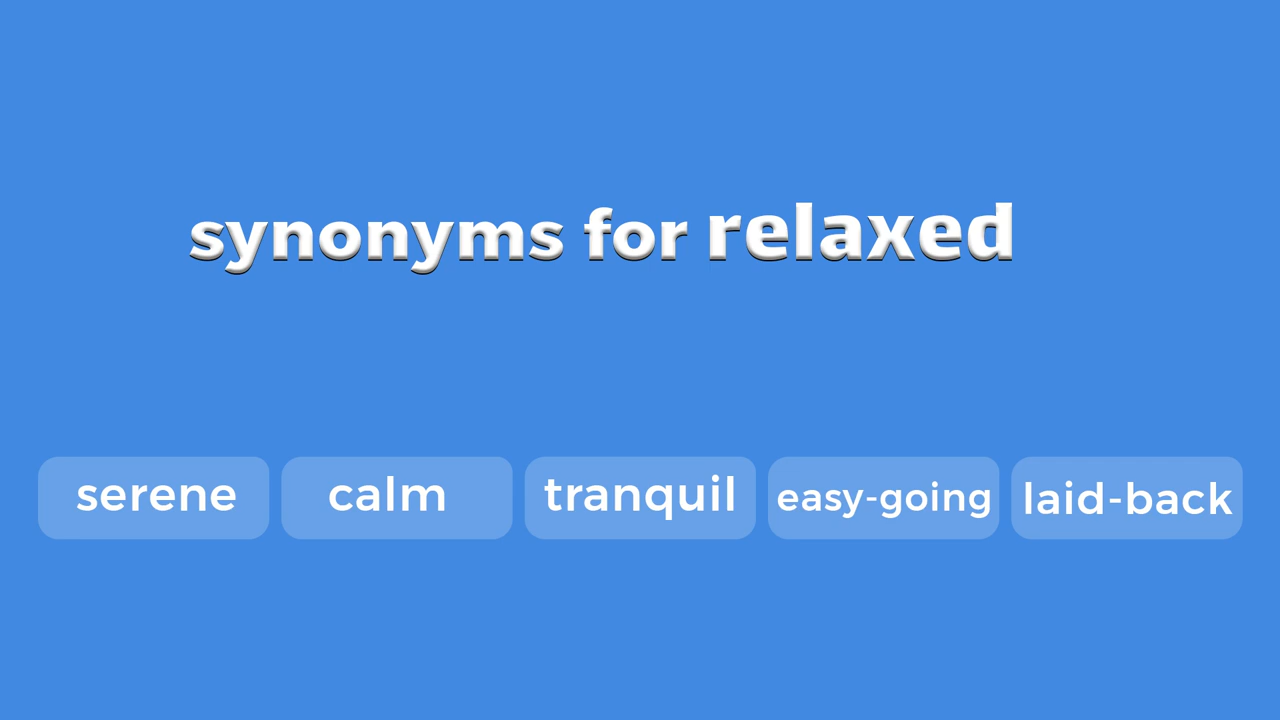 synonyms for relaxed
serene calm tranquil easy-going laid-back